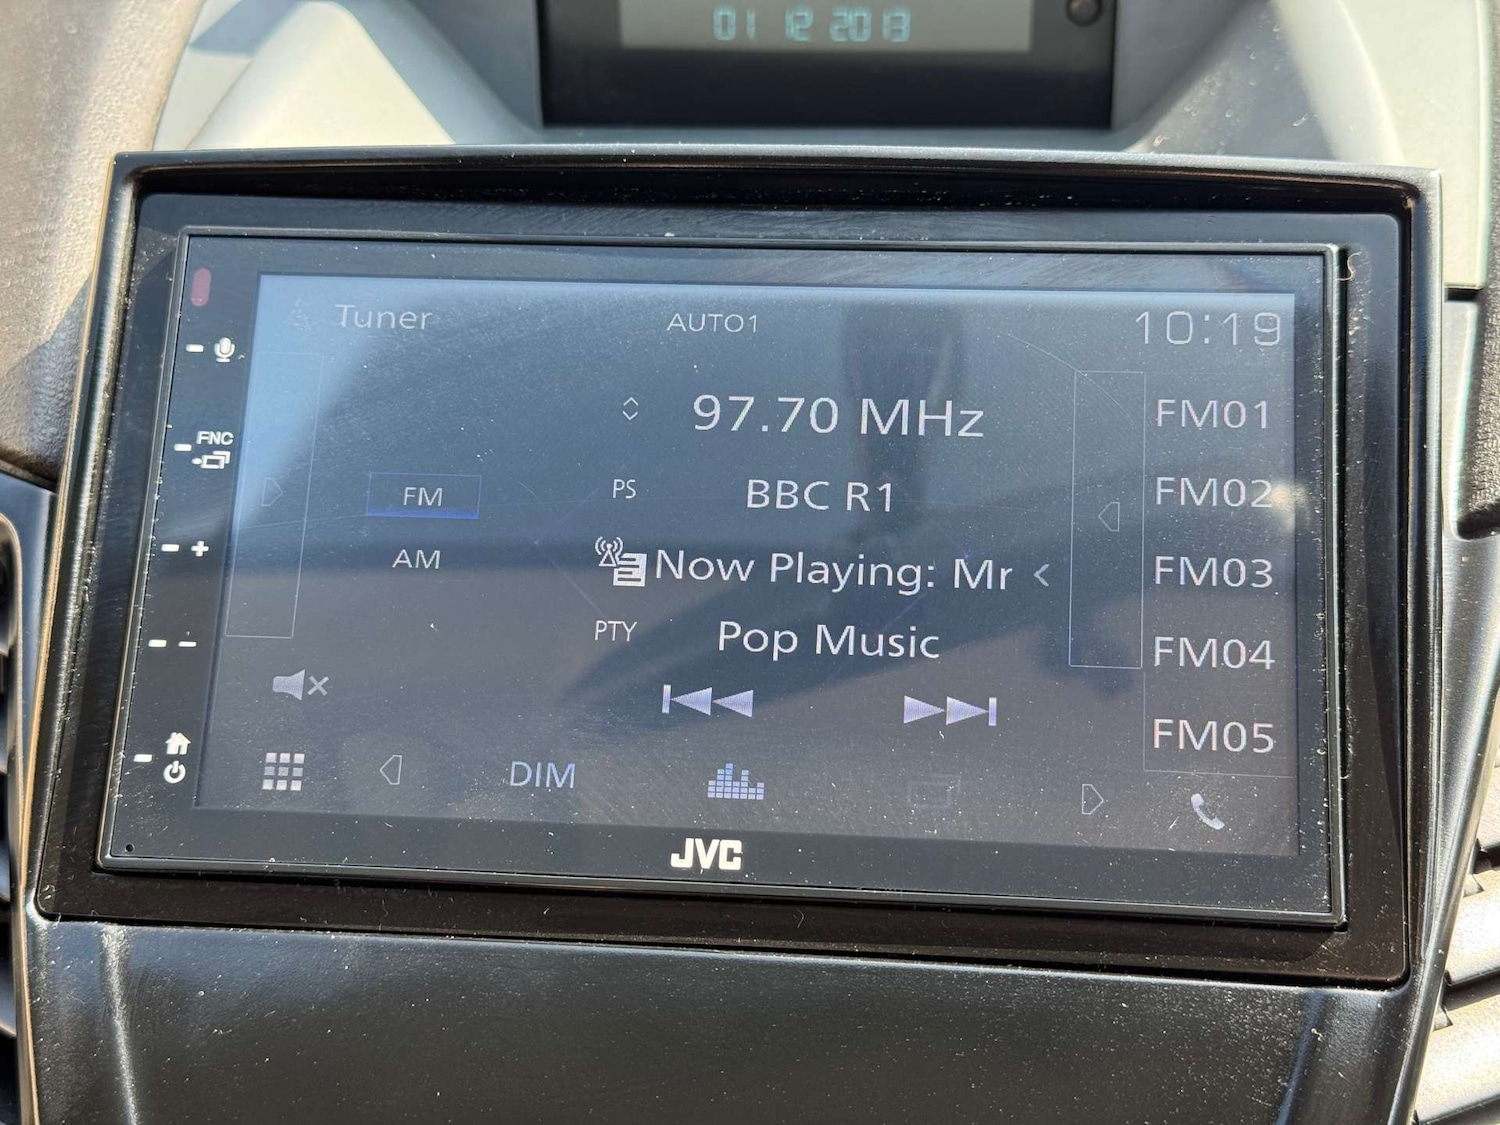 01 12 2013
Tuner AUTO1 10:19
97.70 MHz FM01
FNC
FM PS BBC R1 FM02
AM Now Playing: Mr < FM03
PTY Pop Music FM04
FM05
DIM
JVC